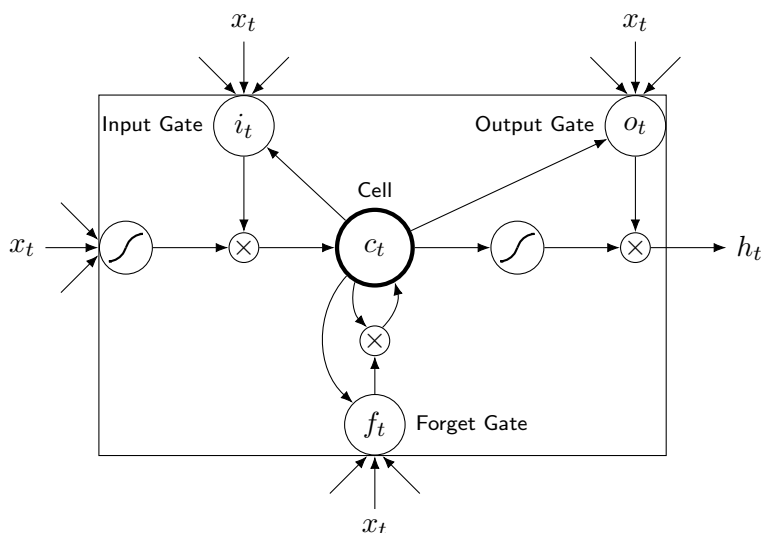 x_t x_t
Input Gate i_t Output Gate o_t
Cell
x_t × c_t × h_t
×
f_t Forget Gate
x_t